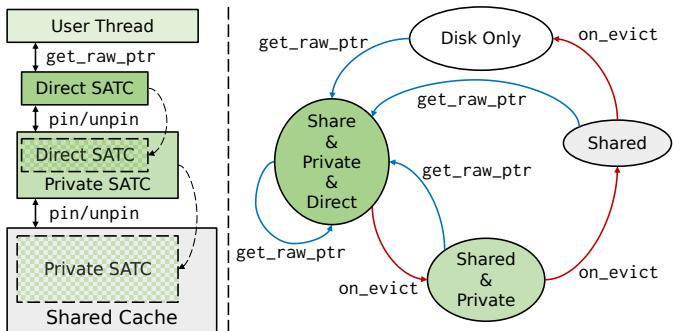 User Thread
get_raw_ptr
Direct SATC
pin/unpin
Direct SATC
Private SATC
pin/unpin
Private SATC
Shared Cache
Disk Only
on_evict
get_raw_ptr
get_raw_ptr
Share
&
Private
&
Direct
Shared
get_raw_ptr
get_raw_ptr
on_evict
Shared
&
Private
on_evict